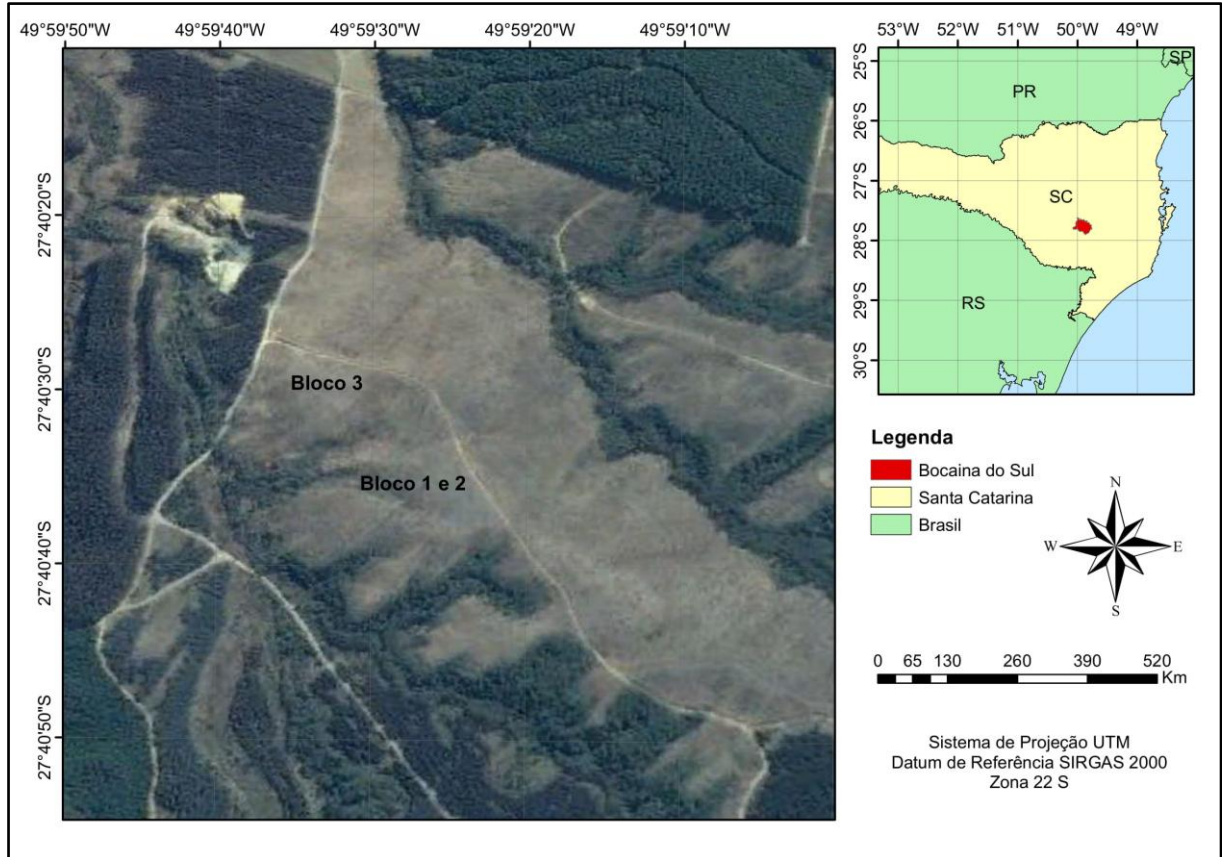 49°59'50"W 49°59'40"W 49°59'30"W 49°59'20"W 49°59'10"W
27°40'20"S
27°40'30"S
27°40'40"S
27°40'50"S
Bloco 3
Bloco 1 e 2
53°W 52°W 51°W 50°W 49°W
25°S
26°S
27°S
28°S
29°S
30°S
SP
PR
SC
RS
Legenda
Bocaina do Sul
Santa Catarina
Brasil
N
W E
S
0 65 130 260 390 520
Km
Sistema de Projeção UTM
Datum de Referência SIRGAS 2000
Zona 22 S